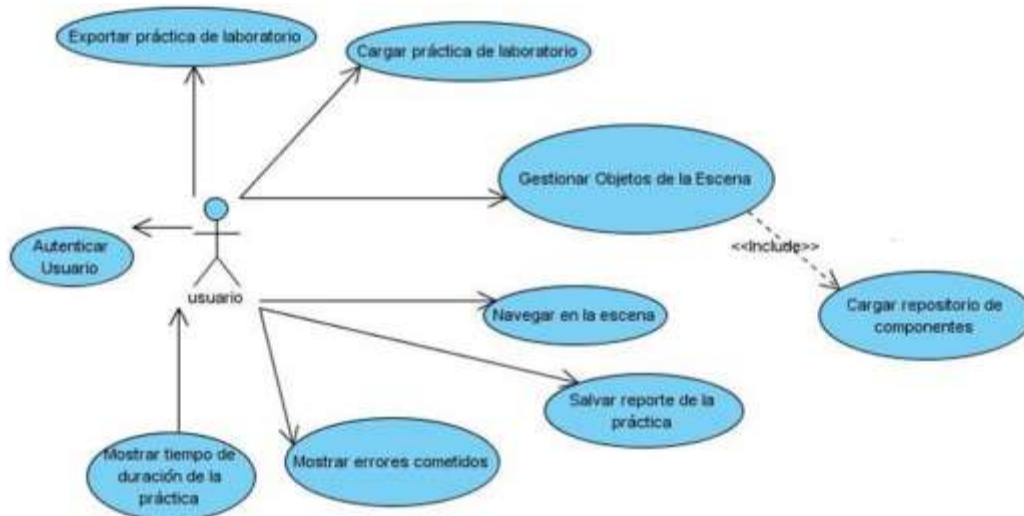 Exportar práctica de laboratorio
Cargar práctica de laboratorio
Gestionar Objetos de la Escena
Autenticar
Usuario
<<Include>>
usuario
Cargar repositorio de
componentes
Navegar en la escena
Salvar reporte de la
práctica
Mostrar tiempo de
duración de la
práctica
Mostrar errores cometidos